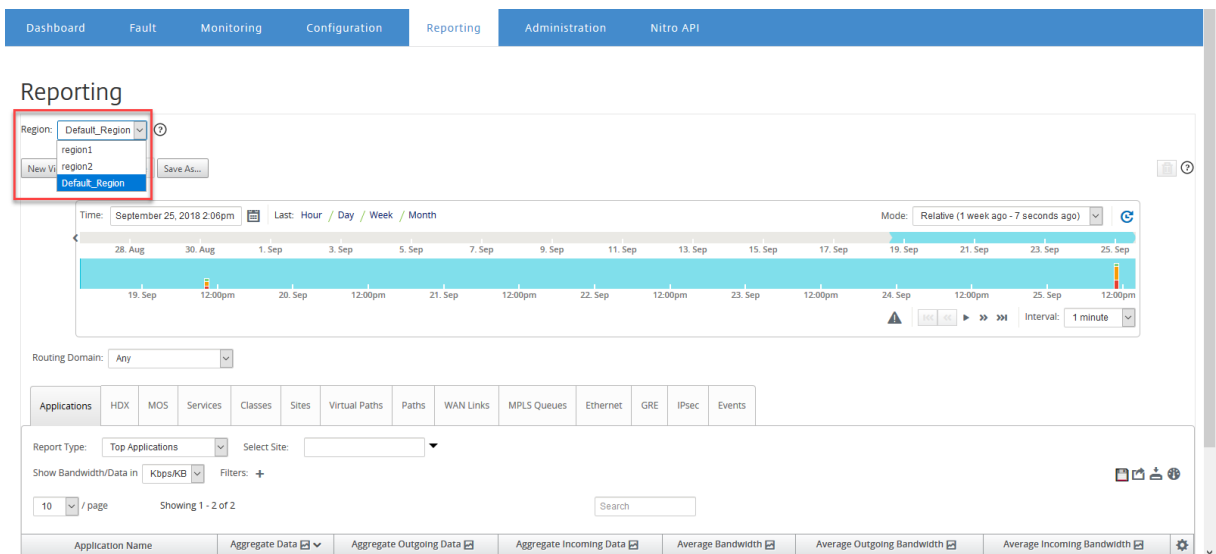 Dashboard Fault Monitoring Configuration Reporting Administration Nitro API
Reporting
Region: Default_Region ?
region1
region2
Default_Region
New Vi Save As... ?
Time: September 25, 2018 2:06pm Last: Hour / Day / Week / Month Mode: Relative (1 week ago - 7 seconds ago)
28. Aug 30. Aug 1. Sep 3. Sep 5. Sep 7. Sep 9. Sep 11. Sep 13. Sep 15. Sep 17. Sep 19. Sep 21. Sep 23. Sep 25. Sep
19. Sep 12:00pm 20. Sep 12:00pm 21. Sep 12:00pm 22. Sep 12:00pm 23. Sep 12:00pm 24. Sep 12:00pm 25. Sep 12:00pm
Interval: 1 minute
Routing Domain: Any
Applications HDX MOS Services Classes Sites Virtual Paths Paths WAN Links MPLS Queues Ethernet GRE IPsec Events
Report Type: Top Applications Select Site:
Show Bandwidth/Data in Kbps/KB Filters: +
10 / page Showing 1 - 2 of 2 Search
Application Name Aggregate Data Aggregate Outgoing Data Aggregate Incoming Data Average Bandwidth Average Outgoing Bandwidth Average Incoming Bandwidth